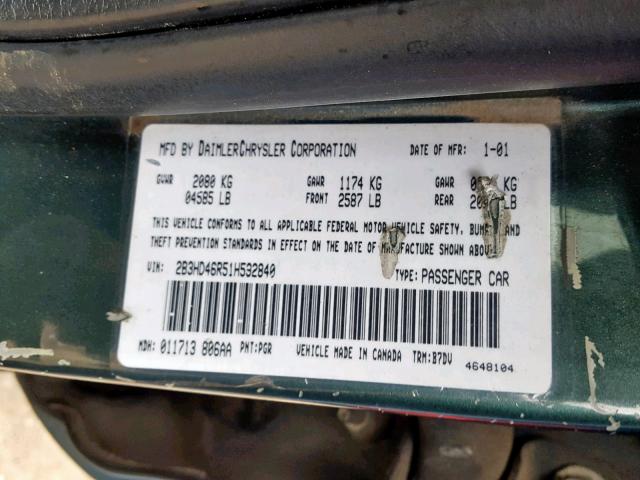 MFD BY DAIMLERCHRYSLER CORPORATION DATE OF MFR: 1-01
GVWR 2080 KG GAWR 1174 KG GAWR KG
04585 LB FRONT 2587 LB REAR LB
THIS VEHICLE CONFORMS TO ALL APPLICABLE FEDERAL MOTOR VEHICLE SAFETY, AND
THEFT PREVENTION STANDARDS IN EFFECT ON THE DATE OF MANUFACTURE SHOWN ABOVE
VIN: 2B3HD46R51H532840 TYPE: PASSENGER CAR
MDH: 011713 806AA PNT:PGR VEHICLE MADE IN CANADA TRM:B7DV
4648104